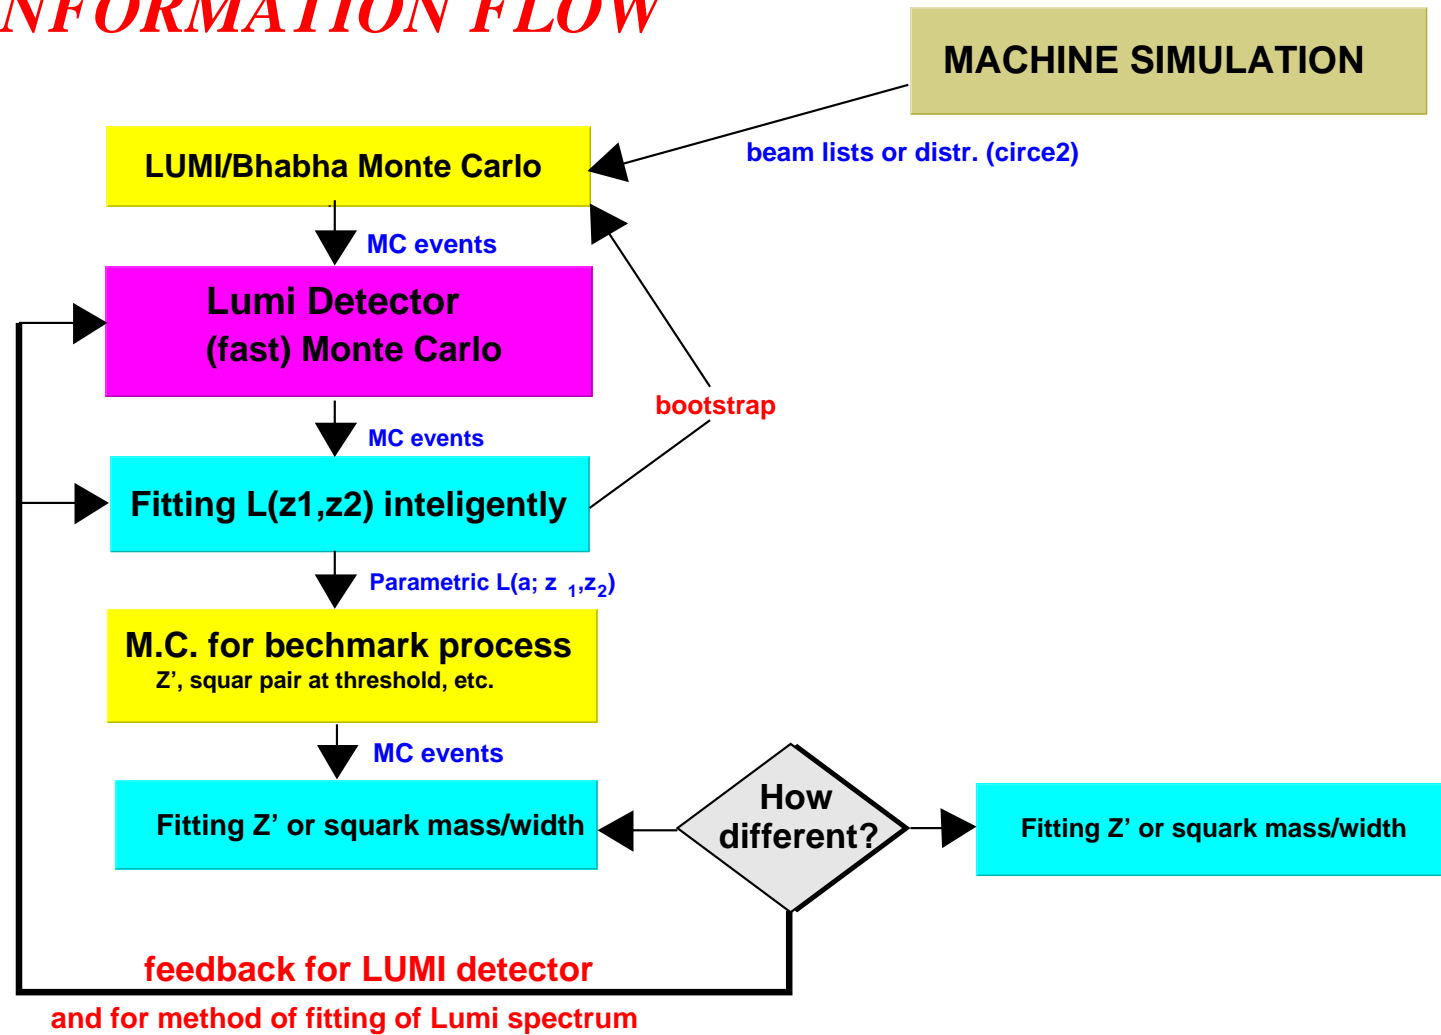 NFORMATION FLOW
MACHINE SIMULATION
beam lists or distr. (circe2)
LUMI/Bhabha Monte Carlo
MC events
Lumi Detector
(fast) Monte Carlo
bootstrap
MC events
Fitting L(z1,z2) inteligently
Parametric L(a; z 1,z2)
M.C. for bechmark process
Z’, squar pair at threshold, etc.
MC events
How
different?
Fitting Z’ or squark mass/width
Fitting Z’ or squark mass/width
feedback for LUMI detector
and for method of fitting of Lumi spectrum